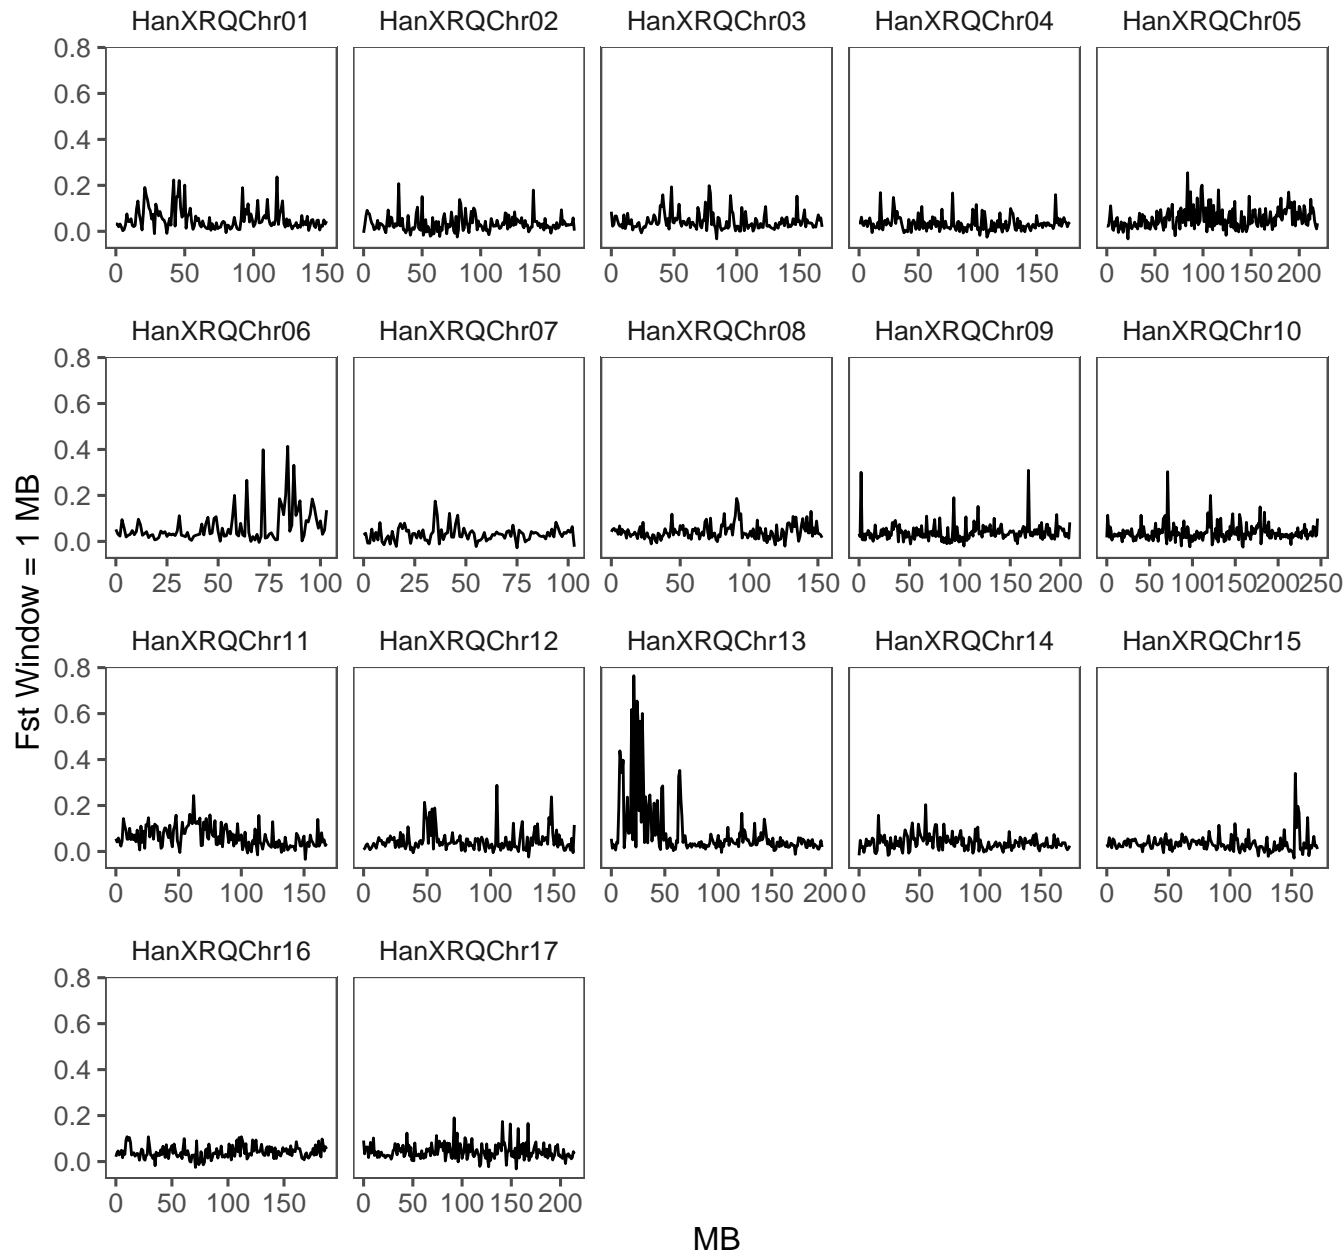 HanXRQChr01 HanXRQChr02 HanXRQChr03 HanXRQChr04 HanXRQChr05
0.8
0.6
0.4
0.2
0.0
0 50 100 150 0 50 100 150 0 50 100 150 0 50 100 150 0 50 100 150 200
HanXRQChr06 HanXRQChr07 HanXRQChr08 HanXRQChr09 HanXRQChr10
0.8
0.6
0.4
0.2
0.0
0 25 50 75 100 0 25 50 75 100 0 50 100 150 0 50 100 150 200 0 50 100 150 200 250
HanXRQChr11 HanXRQChr12 HanXRQChr13 HanXRQChr14 HanXRQChr15
0.8
0.6
0.4
0.2
0.0
0 50 100 150 0 50 100 150 0 50 100 150 200 0 50 100 150 0 50 100 150
HanXRQChr16 HanXRQChr17
0.8
0.6
0.4
0.2
0.0
0 50 100 150 0 50 100 150 200
Fst Window = 1 MB
MB